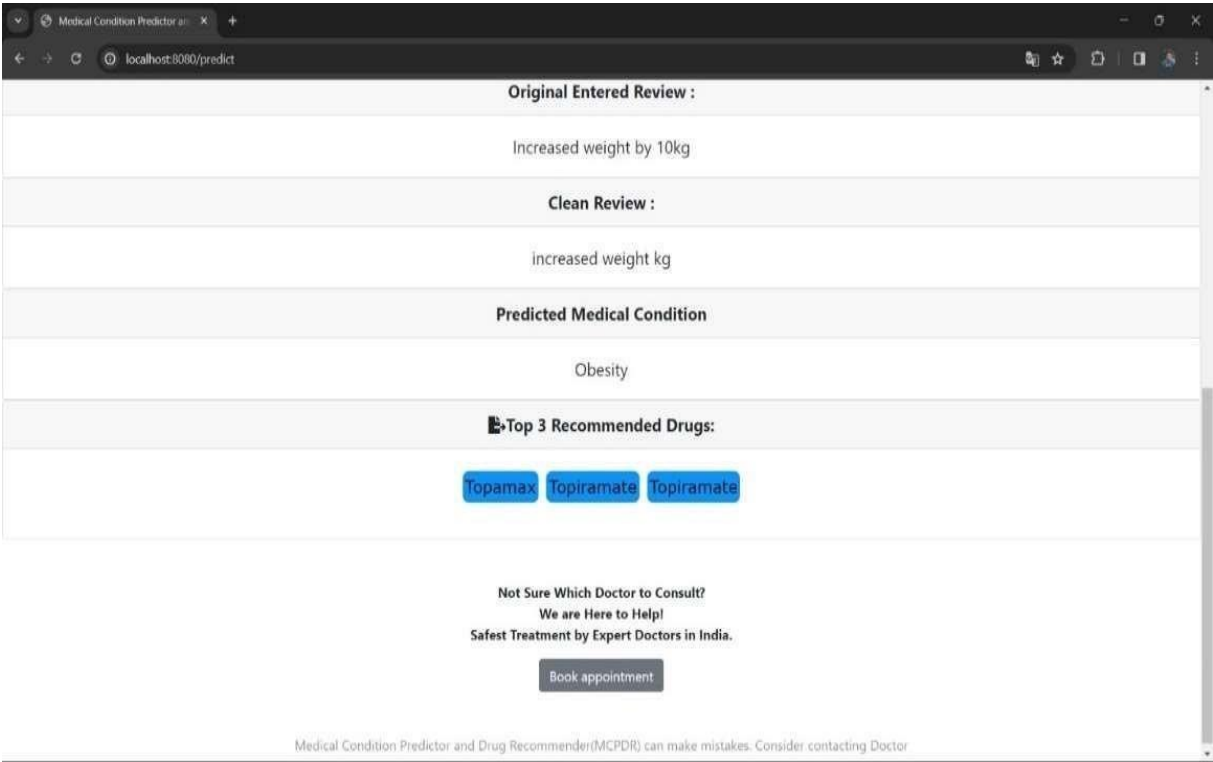 Medical Condition Predictor an
localhost:8080/predict
Original Entered Review :
Increased weight by 10kg
Clean Review :
increased weight kg
Predicted Medical Condition
Obesity
Top 3 Recommended Drugs:
Topamax Topiramate Topiramate
Not Sure Which Doctor to Consult?
We are Here to Help!
Safest Treatment by Expert Doctors in India.
Book appointment
Medical Condition Predictor and Drug Recommender(MCPDR) can make mistakes. Consider contacting Doctor